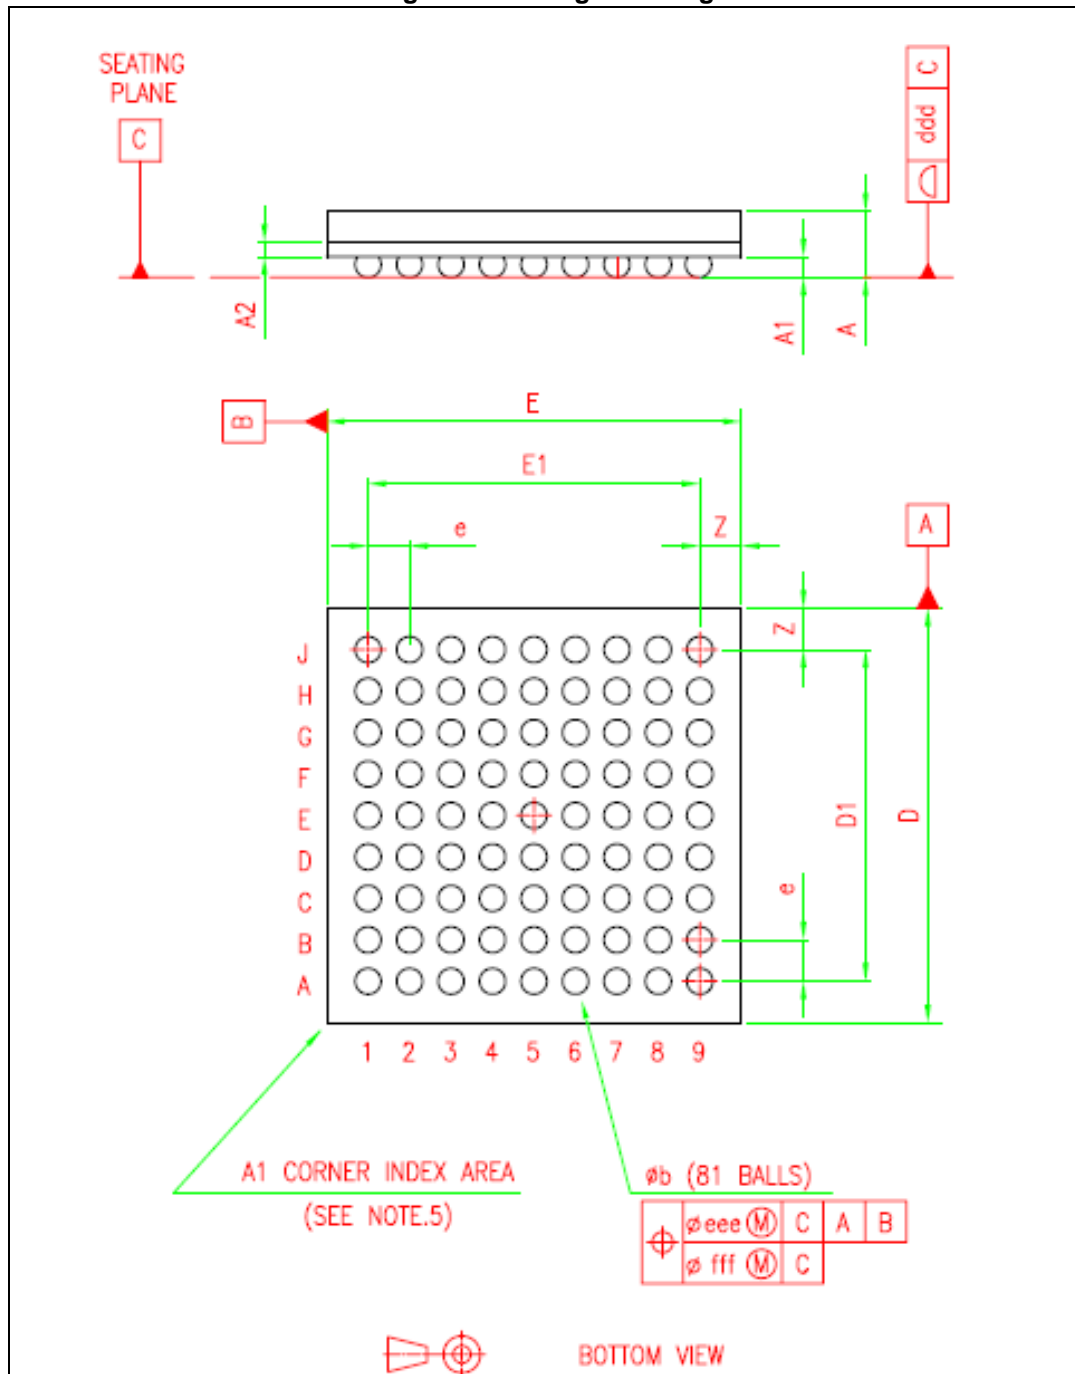 SEATING
PLANE
C
C
ddd
A2
A1
A
E
B
E1
e
Z
A
Z
J
H
G
F
E
D
C
B
A
D1
D
e
1 2 3 4 5 6 7 8 9
A1 CORNER INDEX AREA
(SEE NOTE.5)
øb (81 BALLS)
ø eee Ⓜ C A B
ø fff Ⓜ C
BOTTOM VIEW